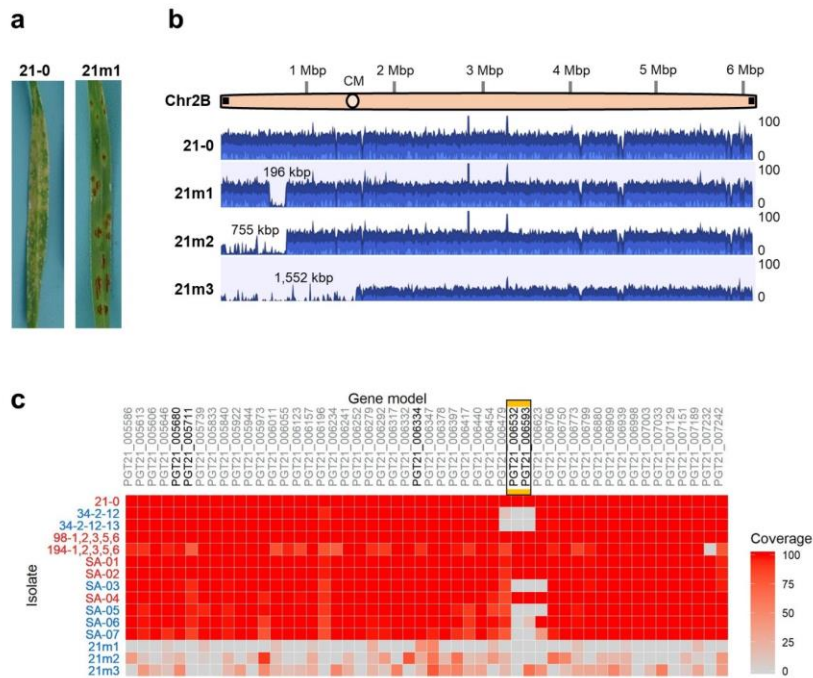 a
21-0
21m1
b
1 Mbp
2 Mbp
3 Mbp
4 Mbp
5 Mbp
6 Mbp
CM
Chr2B
21-0
100
0
196 kbp
21m1
100
0
755 kbp
21m2
100
0
1,552 kbp
21m3
100
0
c
Gene model
PGT21_005586
PGT21_005613
PGT21_005606
PGT21_005646
PGT21_005680
PGT21_005711
PGT21_005739
PGT21_005833
PGT21_005840
PGT21_005922
PGT21_005944
PGT21_005973
PGT21_006011
PGT21_006055
PGT21_006123
PGT21_006157
PGT21_006196
PGT21_006234
PGT21_006241
PGT21_006252
PGT21_006279
PGT21_006292
PGT21_006317
PGT21_006332
PGT21_006334
PGT21_006347
PGT21_006378
PGT21_006397
PGT21_006417
PGT21_006440
PGT21_006454
PGT21_006479
PGT21_006532
PGT21_006593
PGT21_006623
PGT21_006706
PGT21_006750
PGT21_006773
PGT21_006799
PGT21_006880
PGT21_006909
PGT21_006939
PGT21_006998
PGT21_007003
PGT21_007033
PGT21_007129
PGT21_007151
PGT21_007189
PGT21_007232
PGT21_007242
Isolate
21-0
34-2-12
34-2-12-13
98-1,2,3,5,6
194-1,2,3,5,6
SA-01
SA-02
SA-03
SA-04
SA-05
SA-06
SA-07
21m1
21m2
21m3
Coverage
100
75
50
25
0